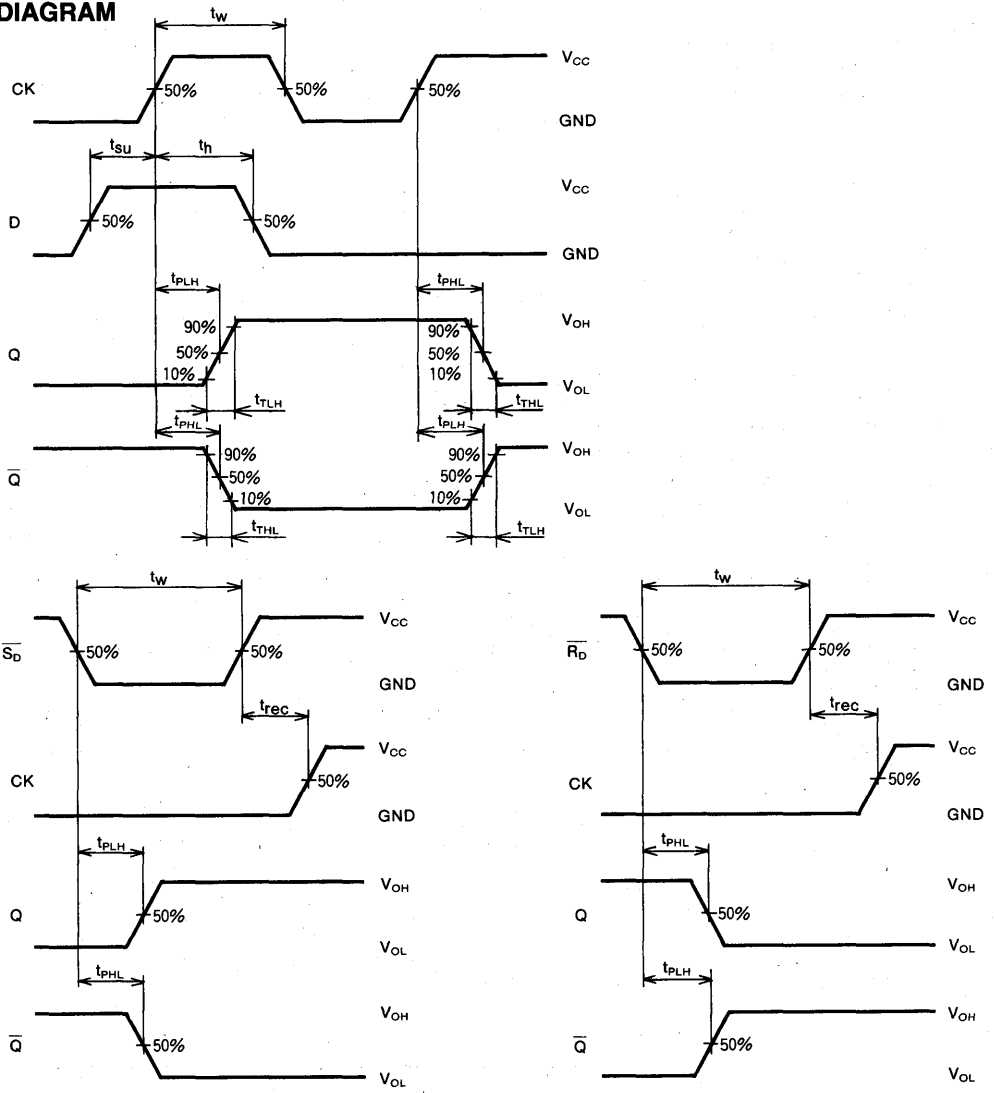 DIAGRAM
tw
VCC
CK 50% 50% 50%
GND
tsu th
VCC
D 50% 50%
GND
tPLH tPHL
90% 90% VOH
Q 50% 50%
10% 10% VOL
tTLH tTHL
tPHL tPLH
90% 90% VOH
Q̅ 50% 50%
10% 10% VOL
tTHL tTLH
tw
VCC
S̅D̅ 50% 50%
GND
trec
VCC
CK 50%
GND
tPLH
VOH
Q 50%
VOL
tPHL
VOH
Q̅ 50%
VOL
tw
VCC
R̅D̅ 50% 50%
GND
trec
VCC
CK 50%
GND
tPHL
VOH
Q 50%
VOL
tPLH
VOH
Q̅ 50%
VOL